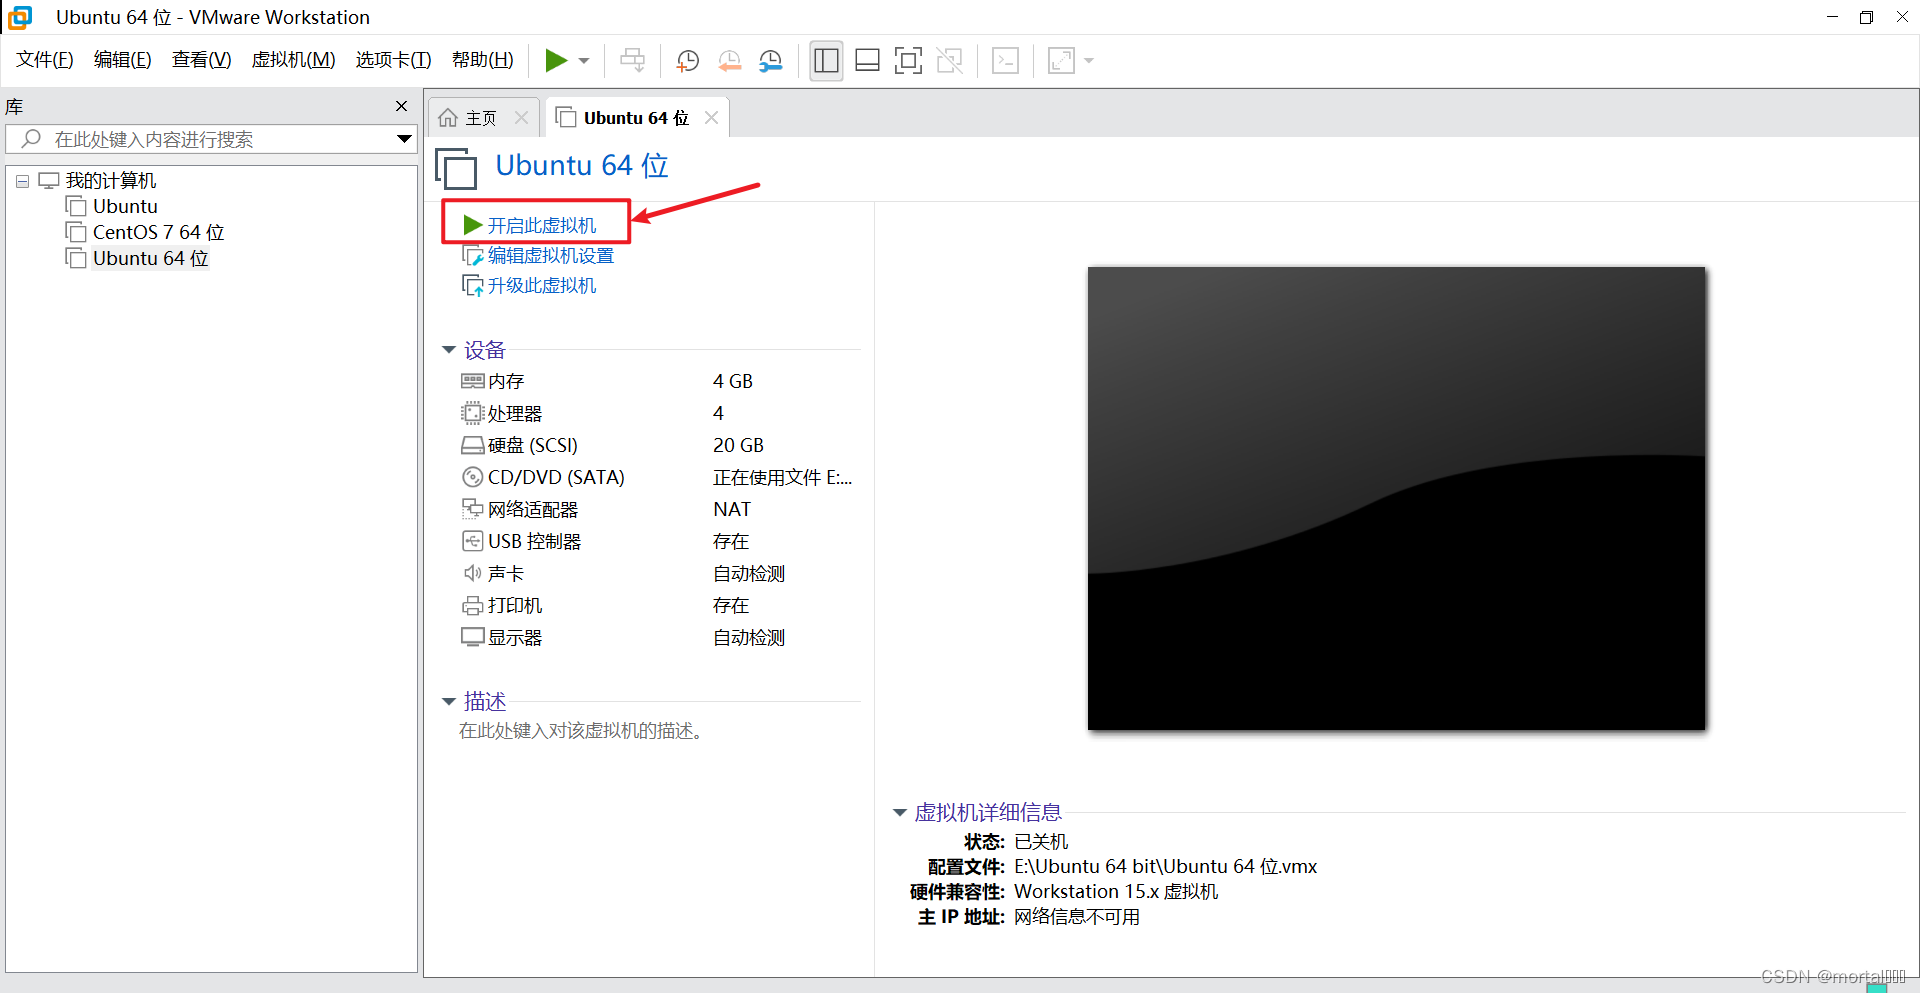 Ubuntu 64 位 - VMware Workstation
文件(F) 编辑(E) 查看(V) 虚拟机(M) 选项卡(T) 帮助(H)
库
在此处键入内容进行搜索
我的计算机
Ubuntu
CentOS 7 64 位
Ubuntu 64 位
主页
Ubuntu 64 位
Ubuntu 64 位
开启此虚拟机
编辑虚拟机设置
升级此虚拟机
设备
内存 4 GB
处理器 4
硬盘 (SCSI) 20 GB
CD/DVD (SATA) 正在使用文件 E:...
网络适配器 NAT
USB 控制器 存在
声卡 自动检测
打印机 存在
显示器 自动检测
描述
在此处键入对该虚拟机的描述。
虚拟机详细信息
状态: 已关机
配置文件: E:\Ubuntu 64 bit\Ubuntu 64 位.vmx
硬件兼容性: Workstation 15.x 虚拟机
主 IP 地址: 网络信息不可用
CSDN @mortal